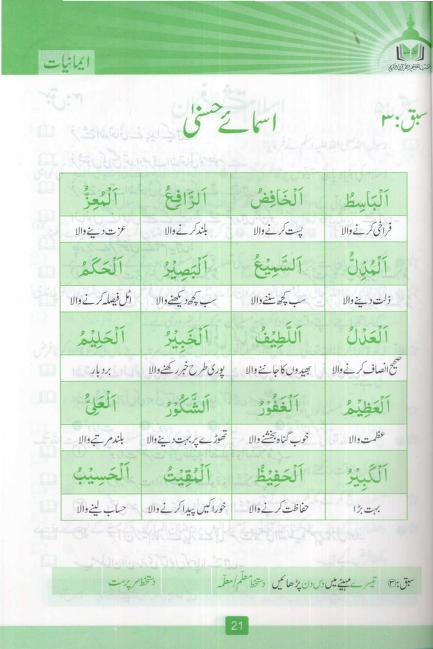 ایمانیات
سبق:۳ اسمائے حسنیٰ
اَلْبَاسِطُ اَلْخَافِضُ اَلرَّافِعُ اَلْمُعِزُّ
فراخی کرنے والا پست کرنے والا بلند کرنے والا عزت دینے والا
اَلْمُذِلُّ اَلسَّمِيْعُ اَلْبَصِيْرُ اَلْحَكَمُ
ذلت دینے والا سب کچھ سننے والا سب کچھ دیکھنے والا اٹل فیصلہ کرنے والا
اَلْعَدْلُ اَللَّطِيْفُ اَلْخَبِيْرُ اَلْحَلِيْمُ
صحیح انصاف کرنے والا بھیدوں کا جاننے والا پوری طرح خبر رکھنے والا بردبار
اَلْعَظِيْمُ اَلْغَفُوْرُ اَلشَّكُوْرُ اَلْعَلِيُّ
عظمت والا خوب گناہ بخشنے والا تھوڑے پر بہت دینے والا بلند مرتبے والا
اَلْكَبِيْرُ اَلْحَفِيْظُ اَلْمُقِيْتُ اَلْحَسِيْبُ
بہت بڑا حفاظت کرنے والا خوراکیں پیدا کرنے والا حساب لینے والا
سبق:(۳) تیسرے مہینے میں دس دن پڑھائیں دستخط معلم/معلمہ دستخط سرپرست
21